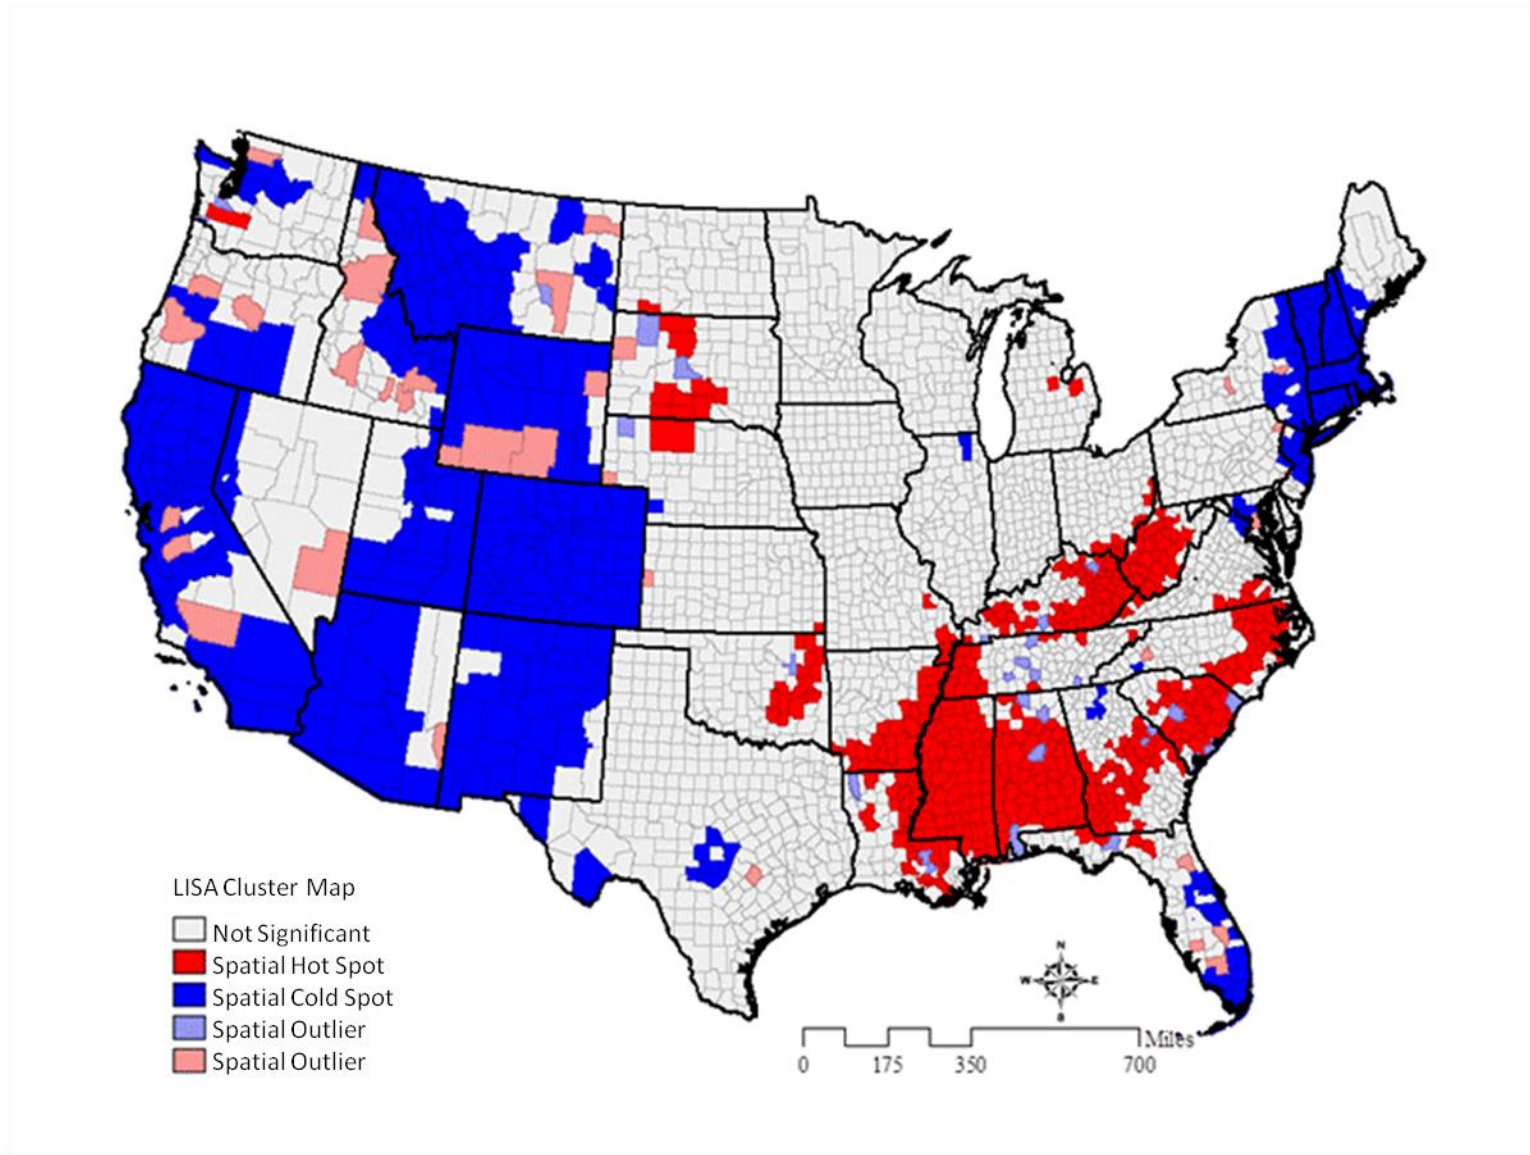 LISA Cluster Map
Not Significant
Spatial Hot Spot
Spatial Cold Spot
Spatial Outlier
Spatial Outlier
N
W E
S
Miles
0 175 350 700